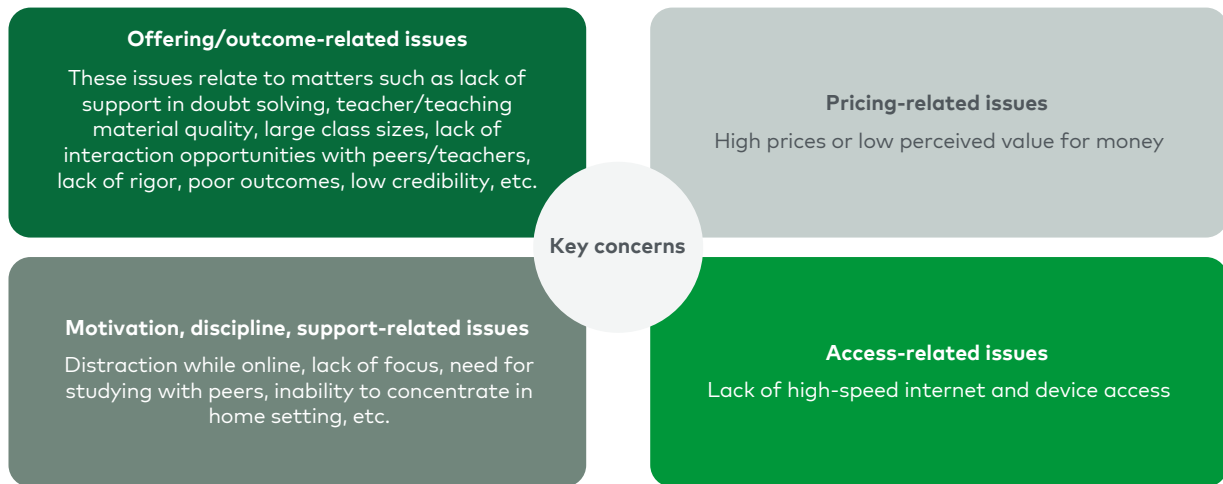 Offering/outcome-related issues
These issues relate to matters such as lack of
support in doubt solving, teacher/teaching
material quality, large class sizes, lack of
interaction opportunities with peers/teachers,
lack of rigor, poor outcomes, low credibility, etc.
Pricing-related issues
High prices or low perceived value for money
Key concerns
Motivation, discipline, support-related issues
Distraction while online, lack of focus, need for
studying with peers, inability to concentrate in
home setting, etc.
Access-related issues
Lack of high-speed internet and device access